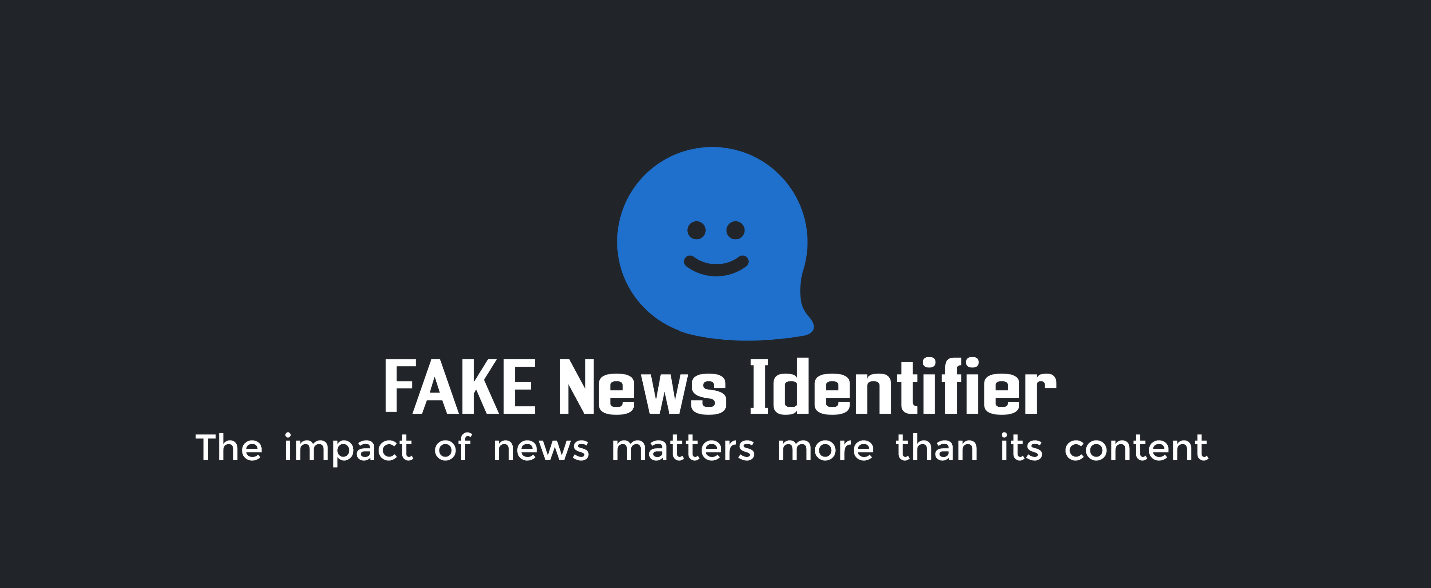 FAKE News Identifier
The impact of news matters more than its content